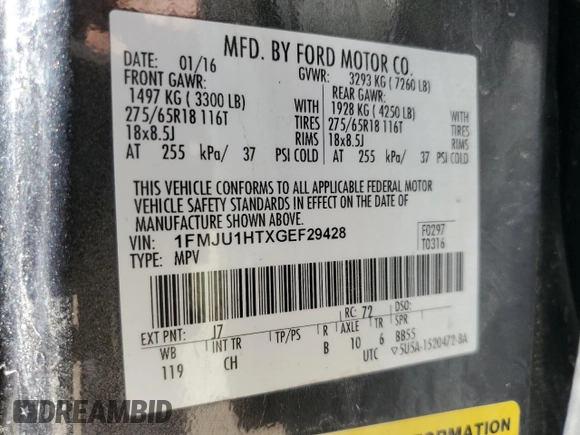 MFD. BY FORD MOTOR CO.
DATE: 01/16
GVWR: 3293 KG (7260 LB)
FRONT GAWR:
REAR GAWR:
1497 KG (3300 LB)
WITH
1928 KG (4250 LB)
WITH
275/65R18 116T
TIRES
275/65R18 116T
TIRES
18x8.5J
RIMS
18x8.5J
RIMS
AT 255 kPa/ 37 PSI COLD
AT 255 kPa/ 37 PSI COLD
THIS VEHICLE CONFORMS TO ALL APPLICABLE FEDERAL MOTOR
VEHICLE SAFETY STANDARDS IN EFFECT ON THE DATE OF
MANUFACTURE SHOWN ABOVE.
VIN: 1FMJU1HTXGEF29428
F0297
TYPE: MPV
T0316
EXT PNT: J7
RC: 72
DSO:
WB
INT TR
TP/PS
R
AXLE
TR
SPR
119
CH
B
10
6
BB55
UTC
5U5A-1520472-BA
INFORMATION
DREAMBID